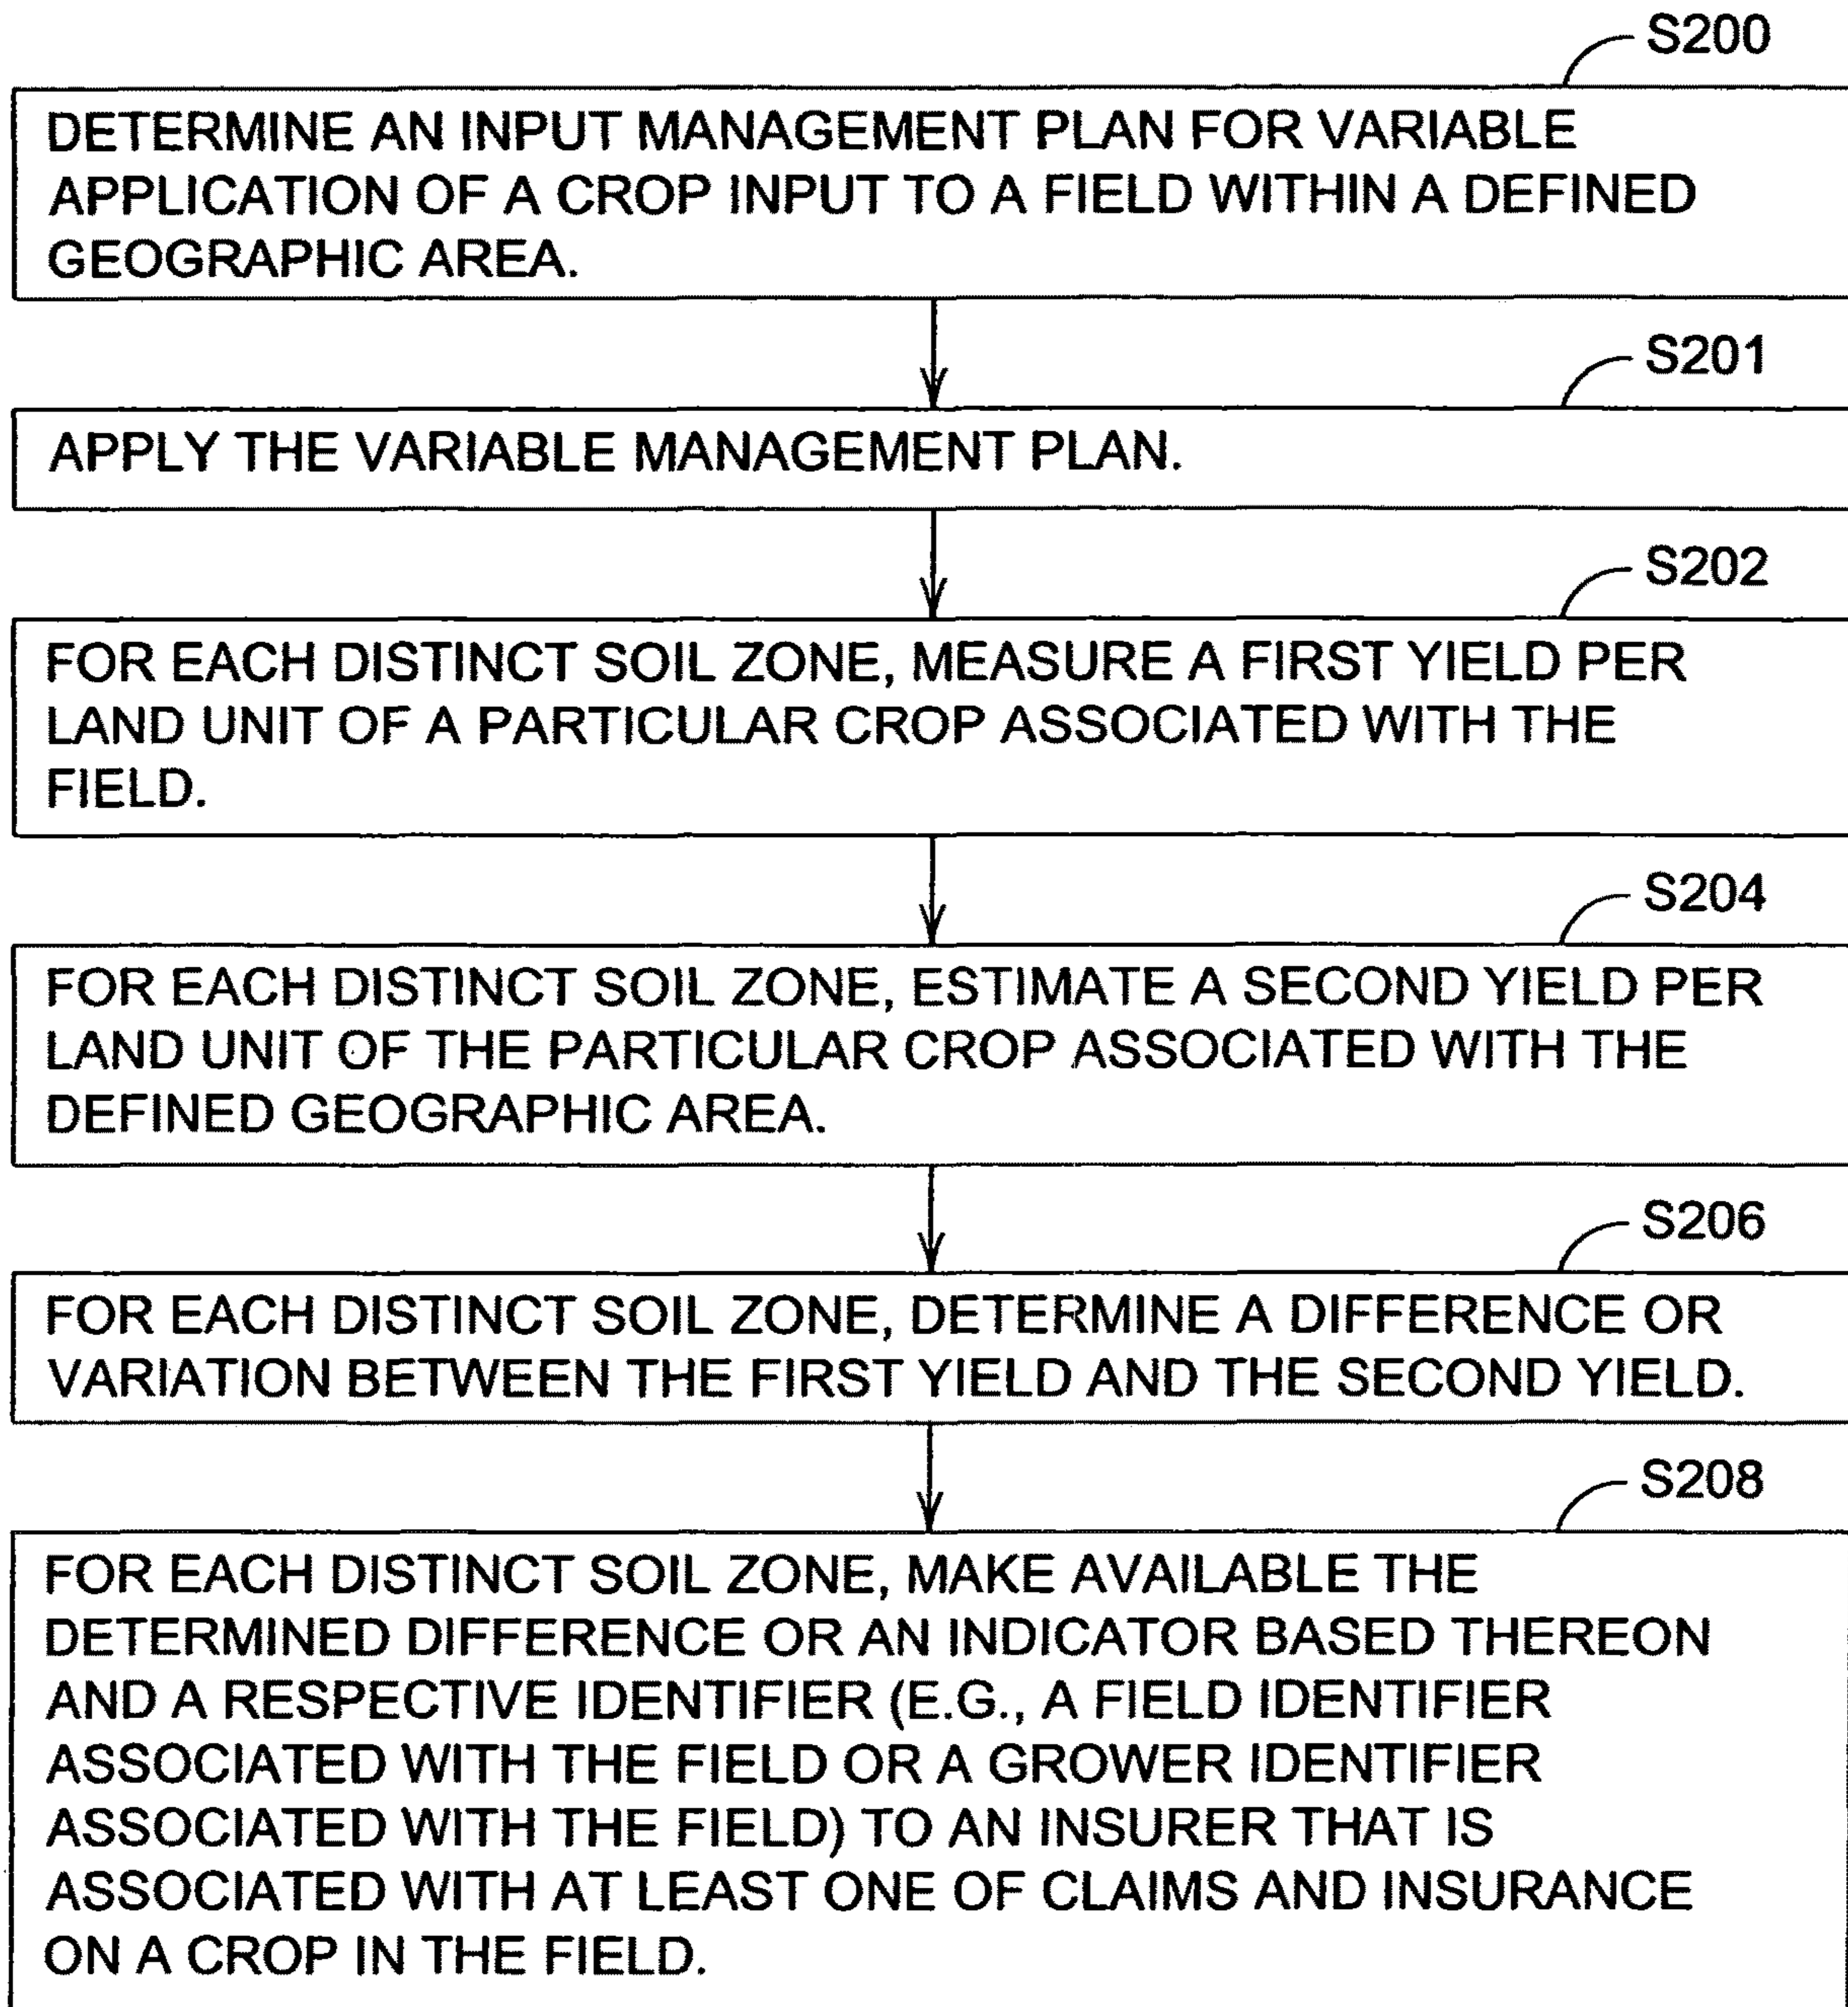 S200
DETERMINE AN INPUT MANAGEMENT PLAN FOR VARIABLE
APPLICATION OF A CROP INPUT TO A FIELD WITHIN A DEFINED
GEOGRAPHIC AREA.
S201
APPLY THE VARIABLE MANAGEMENT PLAN.
S202
FOR EACH DISTINCT SOIL ZONE, MEASURE A FIRST YIELD PER
LAND UNIT OF A PARTICULAR CROP ASSOCIATED WITH THE
FIELD.
S204
FOR EACH DISTINCT SOIL ZONE, ESTIMATE A SECOND YIELD PER
LAND UNIT OF THE PARTICULAR CROP ASSOCIATED WITH THE
DEFINED GEOGRAPHIC AREA.
S206
FOR EACH DISTINCT SOIL ZONE, DETERMINE A DIFFERENCE OR
VARIATION BETWEEN THE FIRST YIELD AND THE SECOND YIELD.
S208
FOR EACH DISTINCT SOIL ZONE, MAKE AVAILABLE THE
DETERMINED DIFFERENCE OR AN INDICATOR BASED THEREON
AND A RESPECTIVE IDENTIFIER (E.G., A FIELD IDENTIFIER
ASSOCIATED WITH THE FIELD OR A GROWER IDENTIFIER
ASSOCIATED WITH THE FIELD) TO AN INSURER THAT IS
ASSOCIATED WITH AT LEAST ONE OF CLAIMS AND INSURANCE
ON A CROP IN THE FIELD.